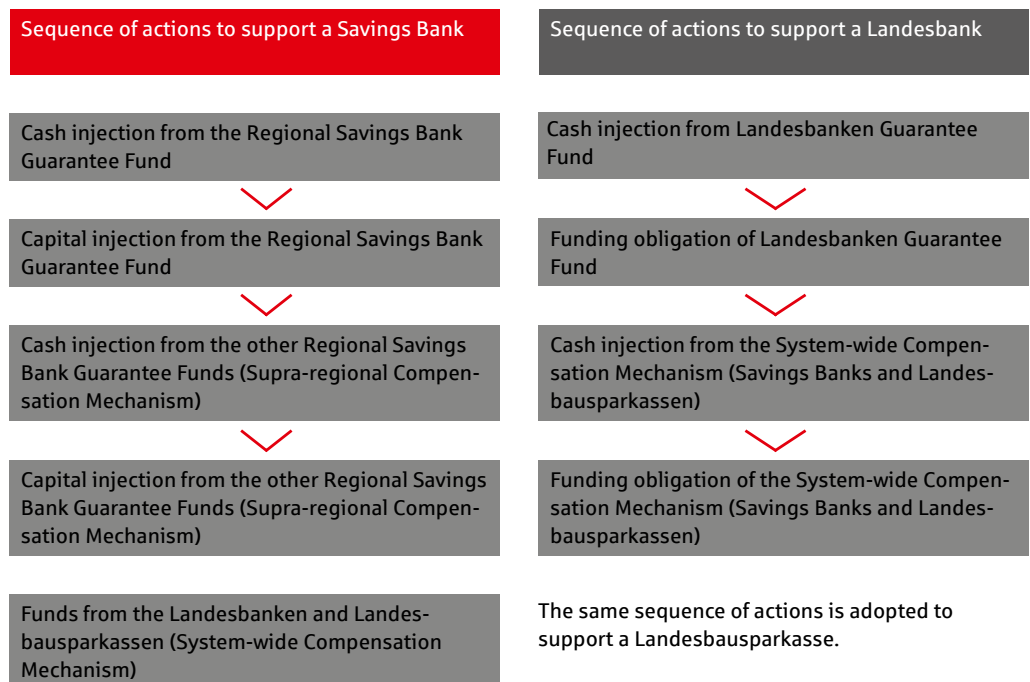 Sequence of actions to support a Savings Bank
Cash injection from the Regional Savings Bank
Guarantee Fund
Capital injection from the Regional Savings Bank
Guarantee Fund
Cash injection from the other Regional Savings
Bank Guarantee Funds (Supra-regional Compen-
sation Mechanism)
Capital injection from the other Regional Savings
Bank Guarantee Funds (Supra-regional Compen-
sation Mechanism)
Funds from the Landesbanken and Landes-
bausparkassen (System-wide Compensation
Mechanism)
Sequence of actions to support a Landesbank
Cash injection from Landesbanken Guarantee
Fund
Funding obligation of Landesbanken Guarantee
Fund
Cash injection from the System-wide Compen-
sation Mechanism (Savings Banks and Landes-
bausparkassen)
Funding obligation of the System-wide Compen-
sation Mechanism (Savings Banks and Landes-
bausparkassen)
The same sequence of actions is adopted to
support a Landesbausparkasse.